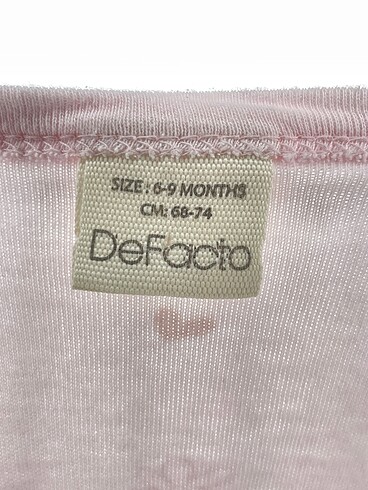 SIZE : 6-9 MONTHS
CM: 68-74
DeFacto